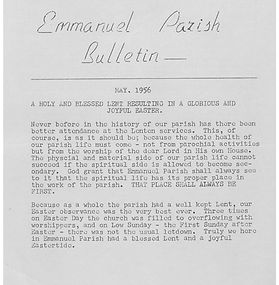 Emmanuel Parish
Bulletin —
MAY, 1956
A HOLY AND BLESSED LENT RESULTING IN A GLORIOUS AND
JOYFUL EASTER.
Never before in the history of our parish has there been
better attendance at the Lenten services. This, of
course, is as it should be; because the whole health of
our parish life must come - not from parochial activities
but from the worship of the dear Lord in His own House.
The physcial and material side of our parish life cannot
succeed if the spiritual side is allowed to become sec-
ondary. God grant that Emmanuel Parish shall always see
to it that the spiritual life has its proper place in
the work of the parish. THAT PLACE SHALL ALWAYS BE
FIRST.
Because as a whole the parish had a well kept Lent, our
Easter observance was the very best ever. Three times
on Easter Day the church was filled to overflowing with
worshippers, and on Low Sunday - the First Sunday after
Easter - there was not the usual letdown. Truly we here
in Emmanuel Parish had a blessed Lent and a joyful
Eastertide.